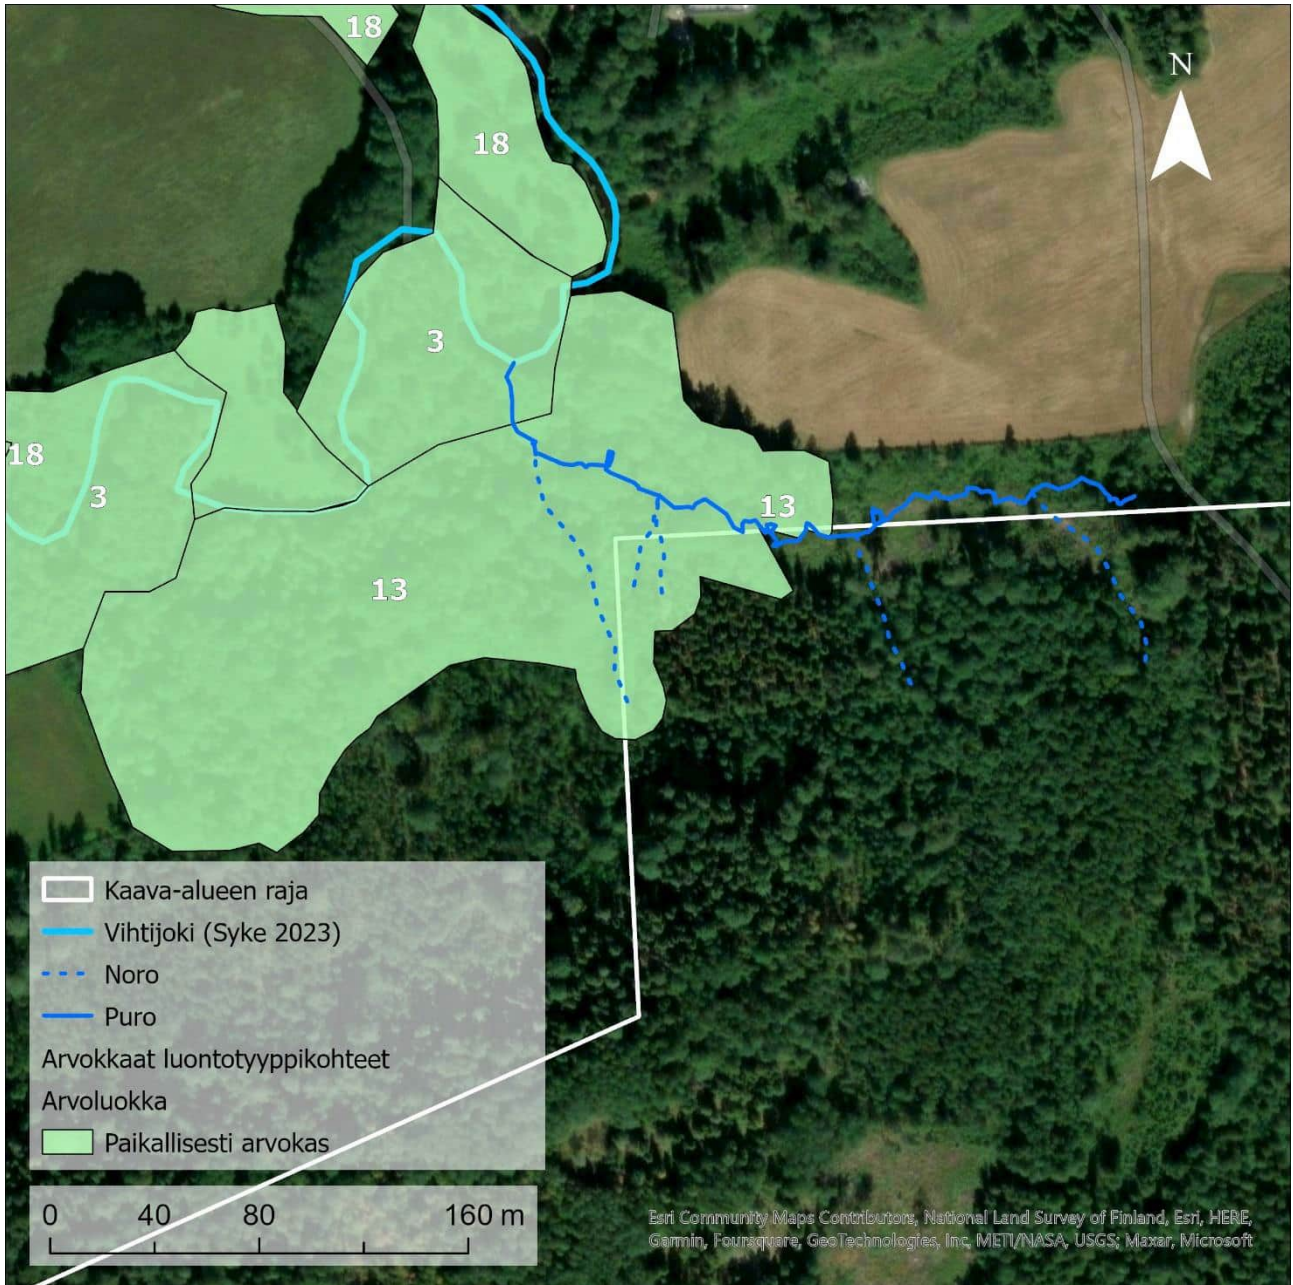 18
N
18
3
18
3
13
13
Kaava-alueen raja
Vihtijoki (Syke 2023)
Noro
Puro
Arvokkaat luontotyyppikohteet
Arvoluokka
Paikallisesti arvokas
0 40 80 160 m
Esri Community Maps Contributors, National Land Survey of Finland, Esri, HERE,
Garmin, Foursquare, GeoTechnologies, Inc, METI/NASA, USGS; Maxar, Microsoft